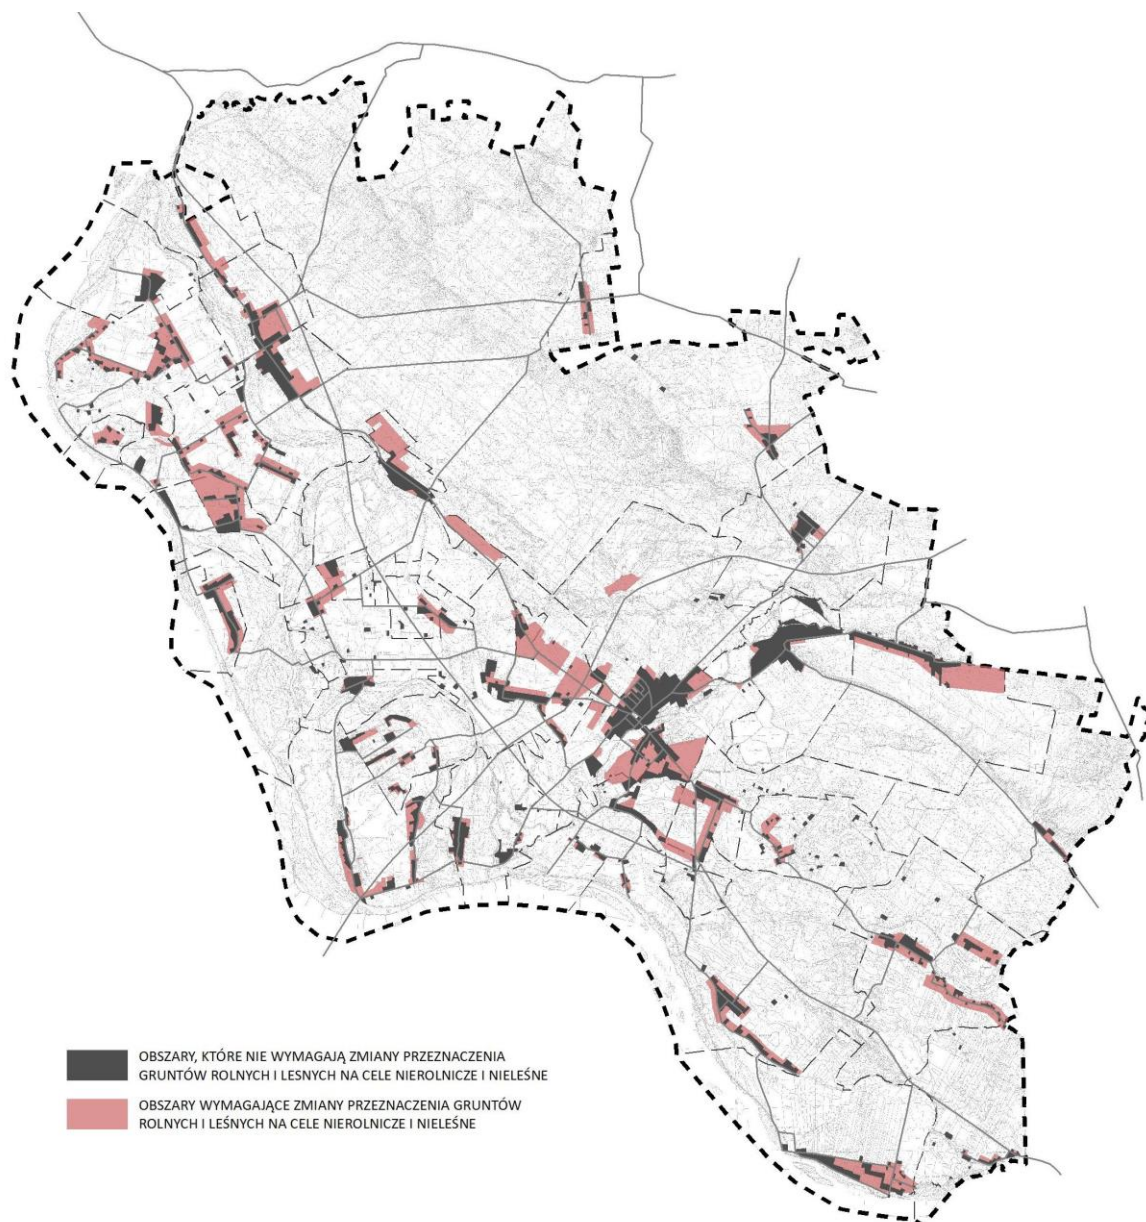 OBSZARY, KTÓRE NIE WYMAGAJĄ ZMIANY PRZEZNACZENIA
GRUNTÓW ROLNYCH I LESNYCH NA CELE NIEROLNICZE I NIELEŚNE
OBSZARY WYMAGAJĄCE ZMIANY PRZEZNACZENIA GRUNTÓW
ROLNYCH I LEŚNYCH NA CELE NIEROLNICZE I NIELEŚNE